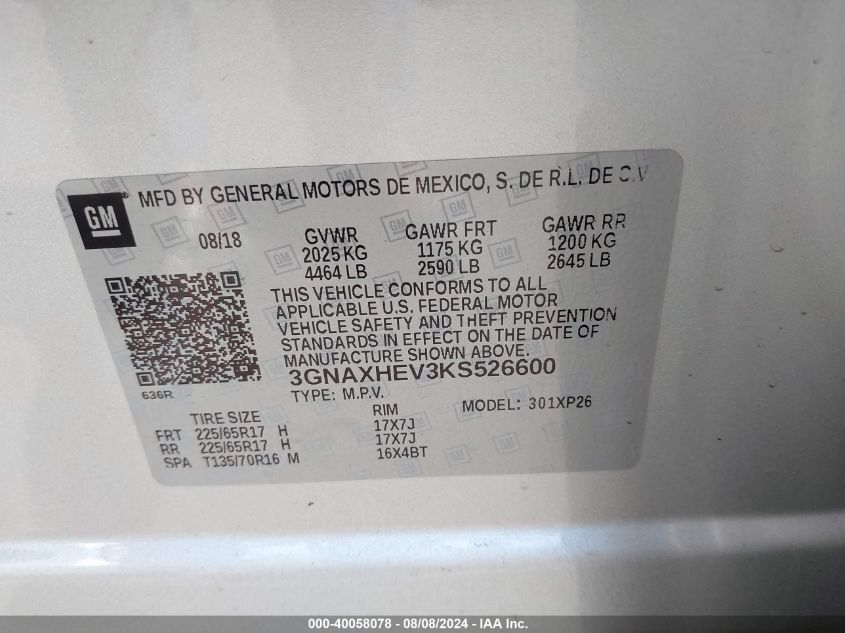 GM
MFD BY GENERAL MOTORS DE MEXICO, S. DE R.L. DE C.V
08/18 GVWR GAWR FRT GAWR RR
2025 KG 1175 KG 1200 KG
4464 LB 2590 LB 2645 LB
THIS VEHICLE CONFORMS TO ALL
APPLICABLE U.S. FEDERAL MOTOR
VEHICLE SAFETY AND THEFT PREVENTION
STANDARDS IN EFFECT ON THE DATE OF
MANUFACTURE SHOWN ABOVE.
3GNAXHEV3KS526600
636R
TYPE: M.P.V. MODEL: 301XP26
TIRE SIZE RIM
FRT 225/65R17 H 17X7J
RR 225/65R17 H 17X7J
SPA T135/70R16 M 16X4BT
000-40058078 - 08/08/2024 - IAA Inc.